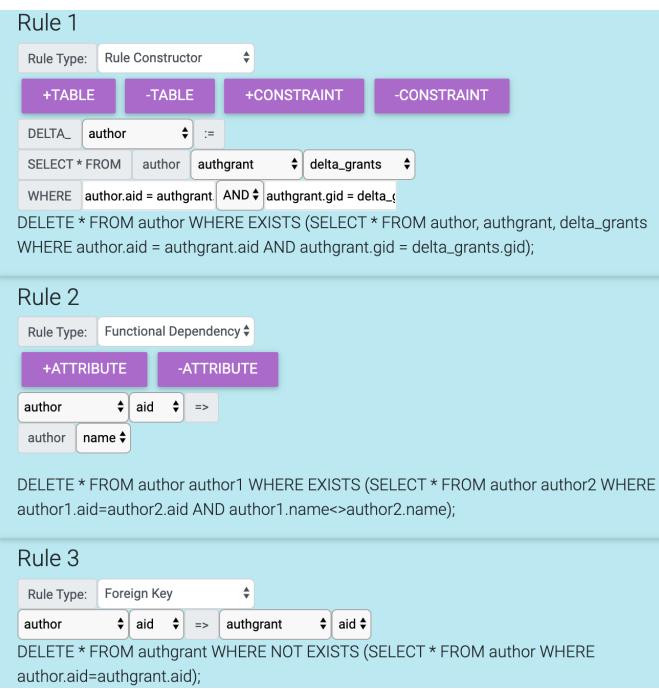 Rule 1
Rule Type: Rule Constructor
+TABLE -TABLE +CONSTRAINT -CONSTRAINT
DELTA_ author :=
SELECT * FROM author authgrant delta_grants
WHERE author.aid = authgrant AND authgrant.gid = delta_g
DELETE * FROM author WHERE EXISTS (SELECT * FROM author, authgrant, delta_grants
WHERE author.aid = authgrant.aid AND authgrant.gid = delta_grants.gid);
Rule 2
Rule Type: Functional Dependency
+ATTRIBUTE -ATTRIBUTE
author aid =>
author name
DELETE * FROM author author1 WHERE EXISTS (SELECT * FROM author author2 WHERE
author1.aid=author2.aid AND author1.name<>author2.name);
Rule 3
Rule Type: Foreign Key
author aid => authgrant aid
DELETE * FROM authgrant WHERE NOT EXISTS (SELECT * FROM author WHERE
author.aid=authgrant.aid);